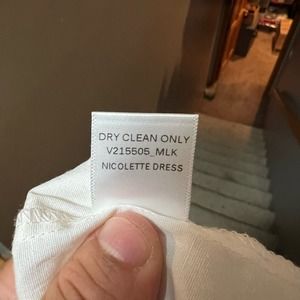 DRY CLEAN ONLY
V215505_MLK
NICOLETTE DRESS